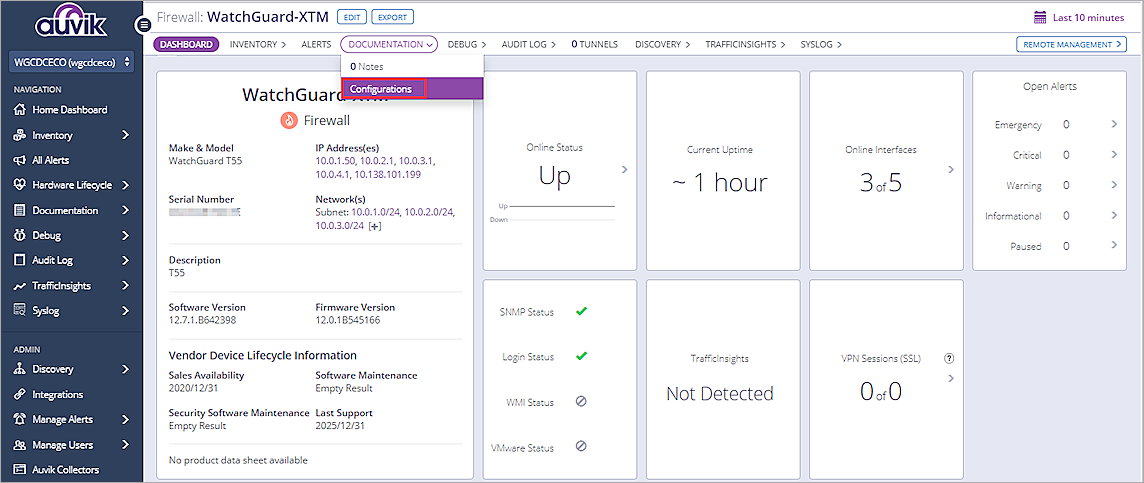 auvik
Firewall: WatchGuard-XTM EDIT EXPORT
Last 10 minutes
WGCDCECO (wgcdceco)
DASHBOARD INVENTORY ALERTS DOCUMENTATION DEBUG AUDIT LOG 0 TUNNELS DISCOVERY TRAFFICINSIGHTS SYSLOG REMOTE MANAGEMENT
0 Notes
Configurations
NAVIGATION
Home Dashboard
Inventory
All Alerts
Hardware Lifecycle
Documentation
Debug
Audit Log
TrafficInsights
Syslog
ADMIN
Discovery
Integrations
Manage Alerts
Manage Users
Auvik Collectors
WatchGuard-XTM
Firewall
Make & Model
WatchGuard T55
IP Address(es)
10.0.1.50, 10.0.2.1, 10.0.3.1,
10.0.4.1, 10.138.101.199
Serial Number
Network(s)
Subnet: 10.0.1.0/24, 10.0.2.0/24,
10.0.3.0/24 [+]
Description
T55
Software Version
12.7.1.B642398
Firmware Version
12.0.1B545166
Vendor Device Lifecycle Information
Sales Availability
2020/12/31
Software Maintenance
Empty Result
Security Software Maintenance
Empty Result
Last Support
2025/12/31
No product data sheet available
Online Status
Up
Up
Down
Current Uptime
~ 1 hour
Online Interfaces
3 of 5
Open Alerts
Emergency 0
Critical 0
Warning 0
Informational 0
Paused 0
SNMP Status
Login Status
WMI Status
VMware Status
TrafficInsights
Not Detected
VPN Sessions (SSL) ?
0 of 0